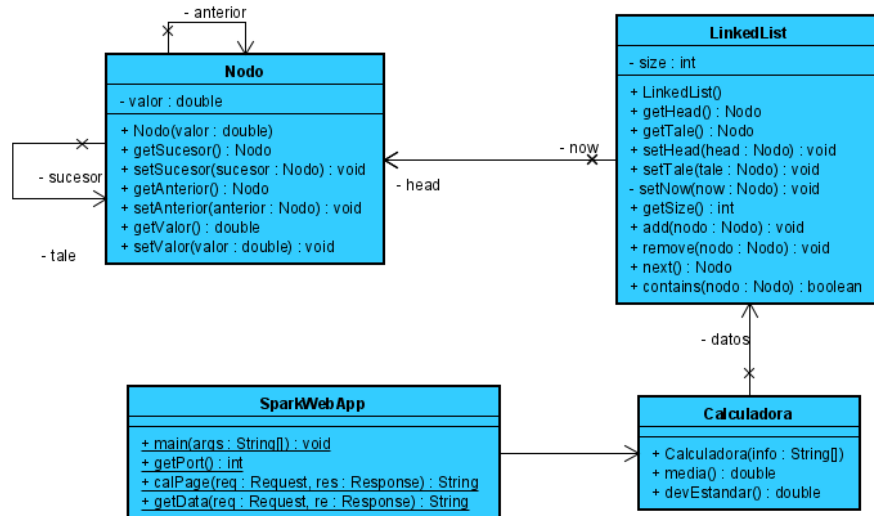 - anterior
Nodo
- valor : double
+ Nodo(valor : double)
+ getSucesor() : Nodo
+ setSucesor(sucesor : Nodo) : void
+ getAnterior() : Nodo
+ setAnterior(anterior : Nodo) : void
+ getValor() : double
+ setValor(valor : double) : void
- sucesor
- tale
- head
- now
LinkedList
- size : int
+ LinkedList()
+ getHead() : Nodo
+ getTale() : Nodo
+ setHead(head : Nodo) : void
+ setTale(tale : Nodo) : void
- setNow(now : Nodo) : void
+ getSize() : int
+ add(nodo : Nodo) : void
+ remove(nodo : Nodo) : void
+ next() : Nodo
+ contains(nodo : Nodo) : boolean
- datos
SparkWebApp
+ main(args : String[]) : void
+ getPort() : int
+ calPage(req : Request, res : Response) : String
+ getData(req : Request, re : Response) : String
Calculadora
+ Calculadora(info : String[])
+ media() : double
+ devEstandar() : double